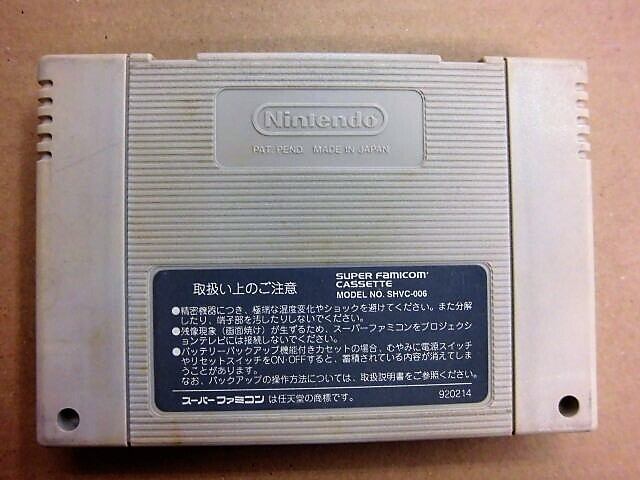 Nintendo
PAT. PEND. MADE IN JAPAN
取扱い上のご注意
SUPER FAMICOM
CASSETTE
MODEL NO. SHVC-006
●精密機器につき、極端な温度変化やショックを避けてください。また分解
したり、端子部を汚したりしないでください。
●残像現象（画面焼け）が生ずるため、スーパーファミコンをプロジェクシ
ョンテレビには接続しないでください。
●バッテリーバックアップ機能付きカセットの場合、むやみに電源スイッチ
やリセットスイッチをON・OFFすると、蓄積されている内容が消えてしま
うことがあります。
なお、バックアップの操作方法については、取扱説明書をご参照ください。
スーパーファミコンは任天堂の商標です。
920214